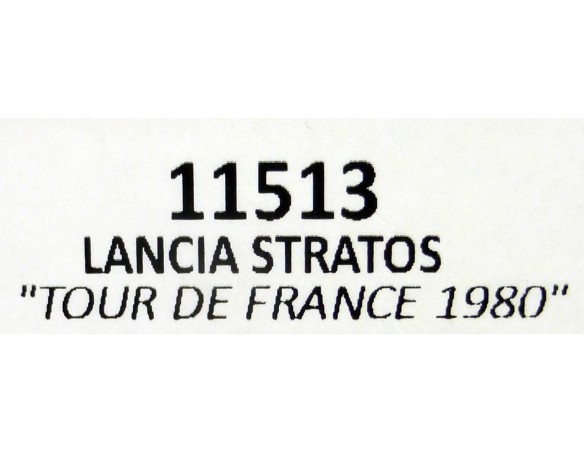 11513
LANCIA STRATOS
"TOUR DE FRANCE 1980"